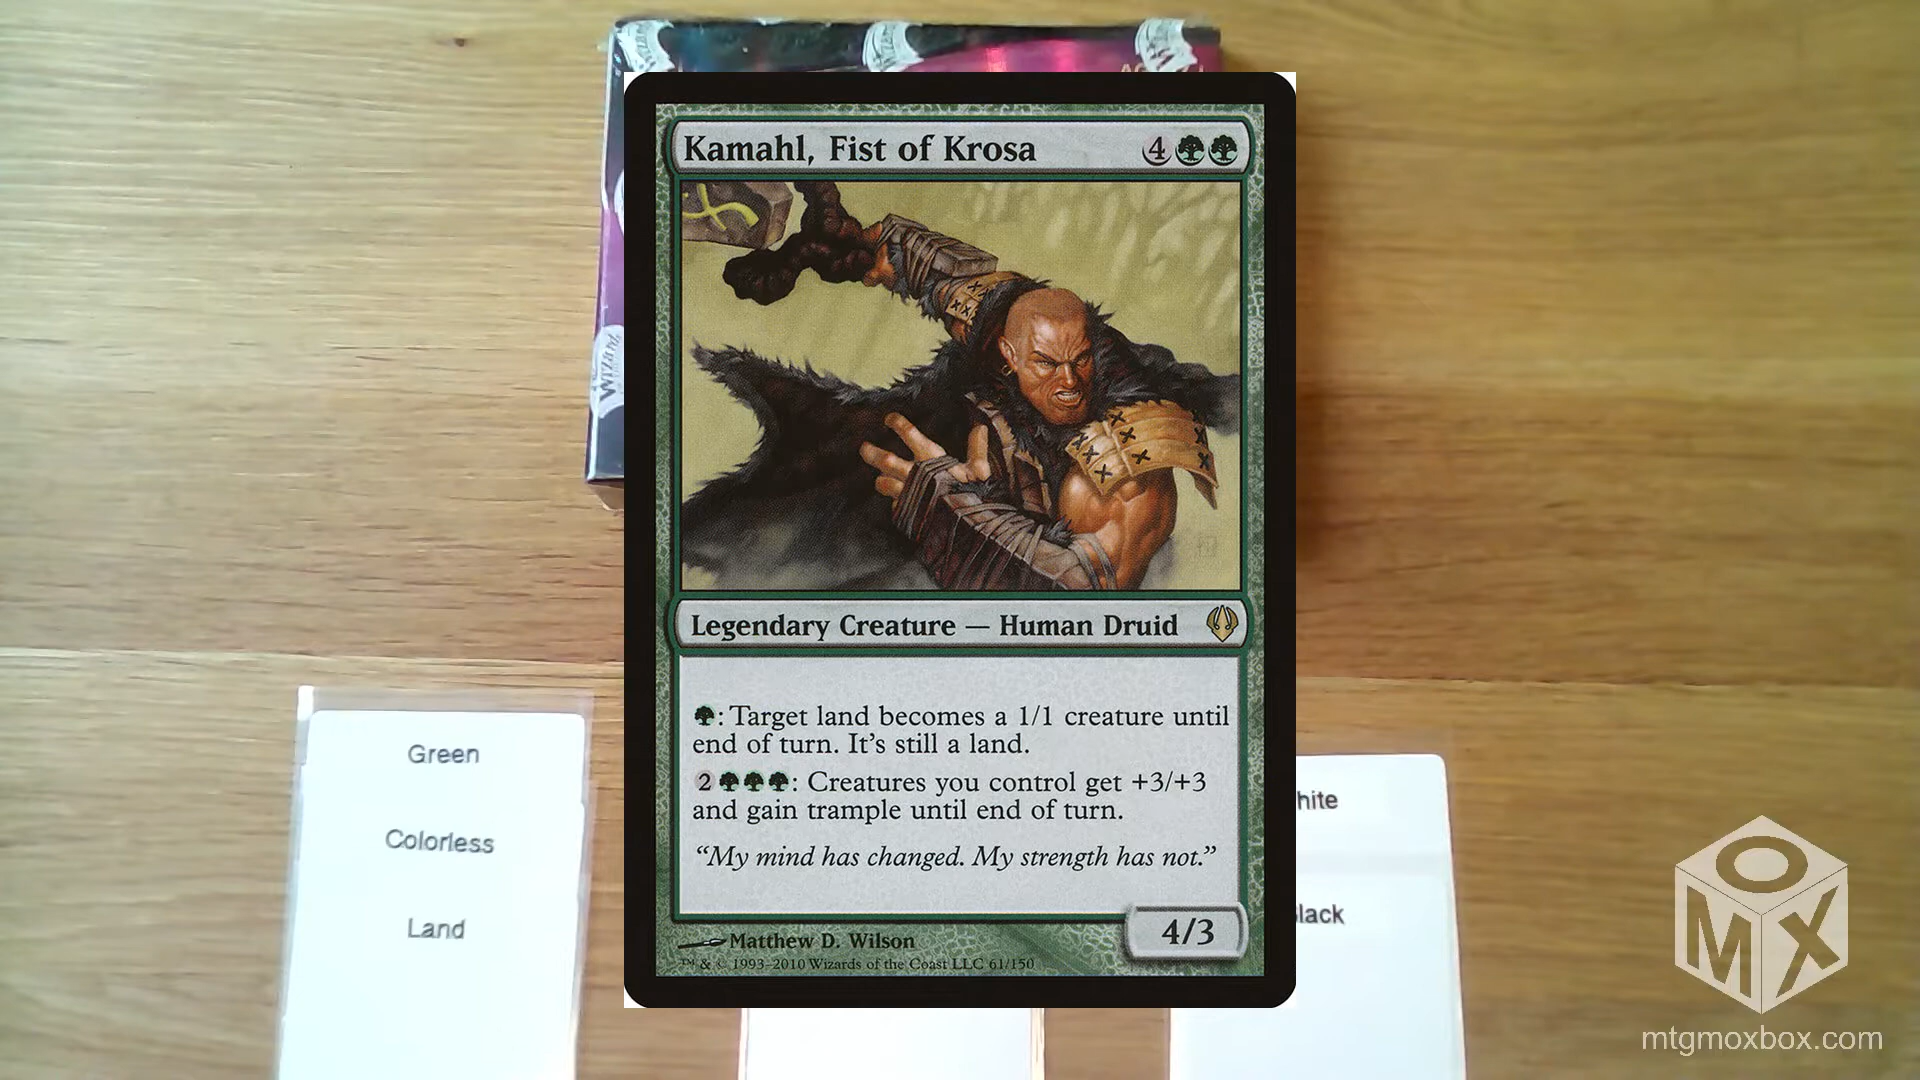 Kamahl, Fist of Krosa
4
Legendary Creature — Human Druid
: Target land becomes a 1/1 creature until
end of turn. It's still a land.
2 : Creatures you control get +3/+3
and gain trample until end of turn.
“My mind has changed. My strength has not.”
4/3
Matthew D. Wilson
™ & © 1993–2010 Wizards of the Coast LLC 61/150
Green
Colorless
Land
hite
lack
MOX
mtgmoxbox.com